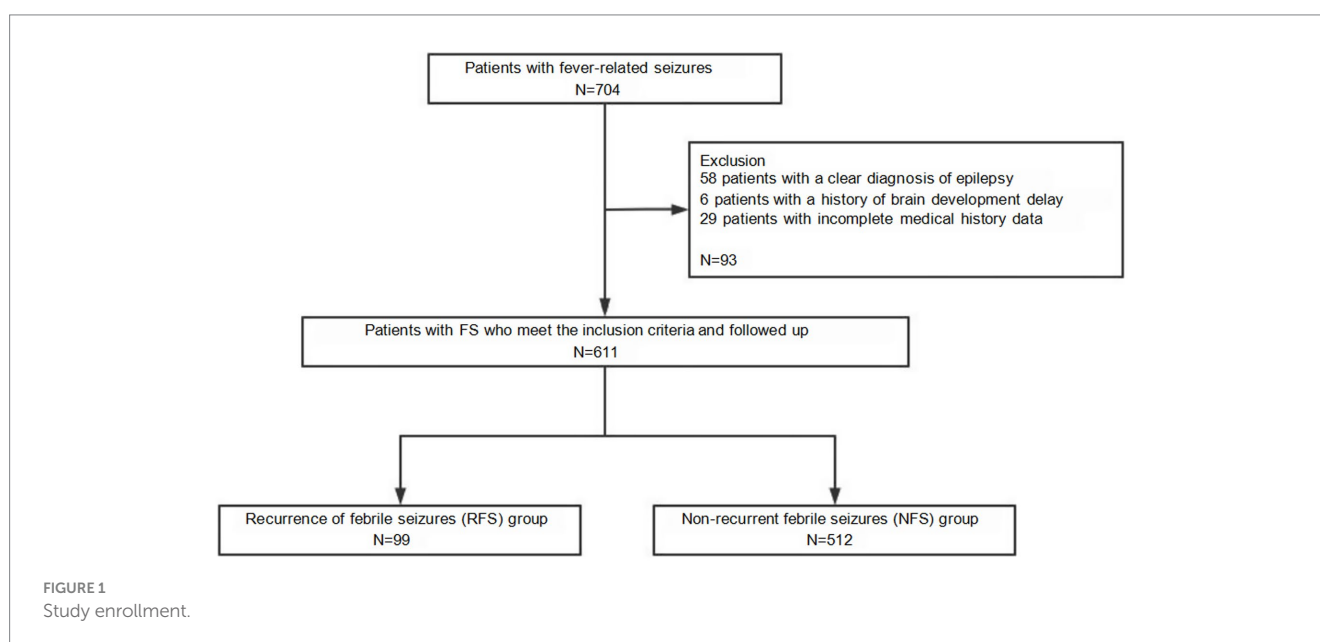 Patients with fever-related seizures
N=704
Exclusion
58 patients with a clear diagnosis of epilepsy
6 patients with a history of brain development delay
29 patients with incomplete medical history data
N=93
Patients with FS who meet the inclusion criteria and followed up
N=611
Recurrence of febrile seizures (RFS) group
N=99
Non-recurrent febrile seizures (NFS) group
N=512
FIGURE 1
Study enrollment.